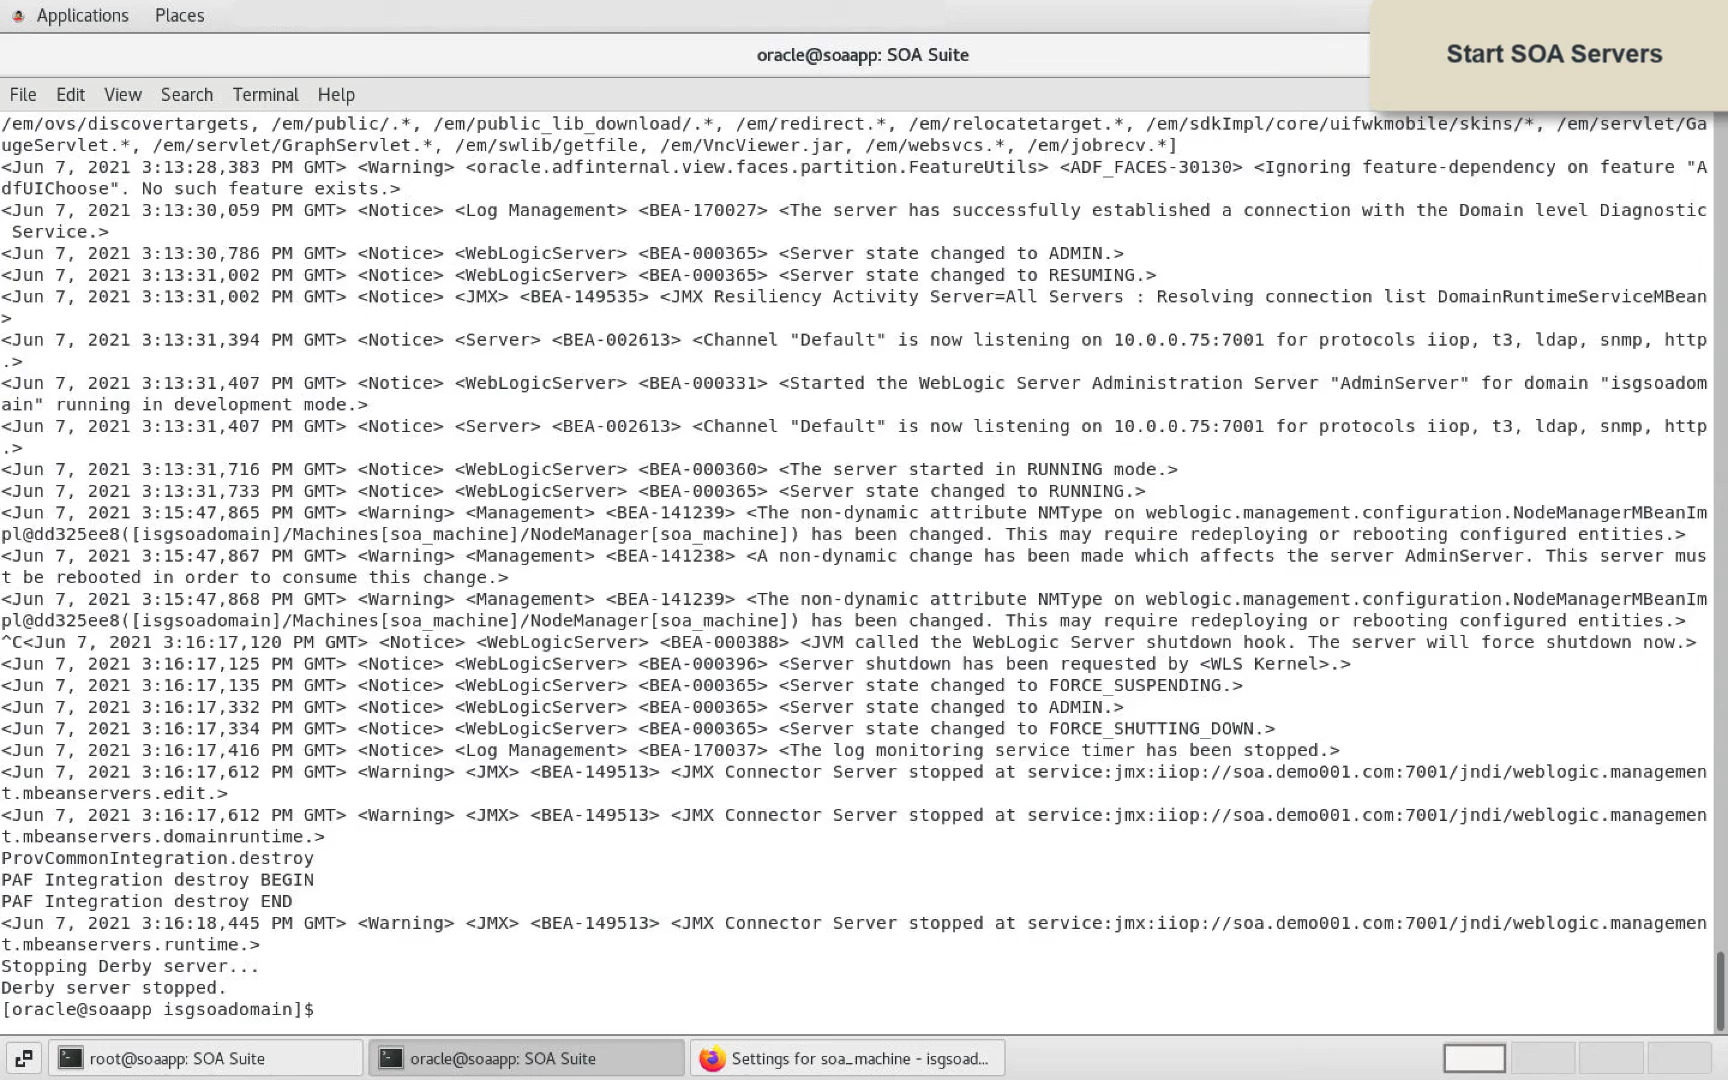 Applications Places
oracle@soaapp: SOA Suite
Start SOA Servers
File Edit View Search Terminal Help
/em/ovs/discovertargets, /em/public/.*, /em/public_lib_download/.*, /em/redirect.*, /em/relocatetarget.*, /em/sdkImpl/core/uifwkmobile/skins/*, /em/servlet/Ga
ugeServlet.*, /em/servlet/GraphServlet.*, /em/swlib/getfile, /em/VncViewer.jar, /em/websvcs.*, /em/jobrecv.*]
<Jun 7, 2021 3:13:28,383 PM GMT> <Warning> <oracle.adfinternal.view.faces.partition.FeatureUtils> <ADF_FACES-30130> <Ignoring feature-dependency on feature "A
dfUIChoose". No such feature exists.>
<Jun 7, 2021 3:13:30,059 PM GMT> <Notice> <Log Management> <BEA-170027> <The server has successfully established a connection with the Domain level Diagnostic
Service.>
<Jun 7, 2021 3:13:30,786 PM GMT> <Notice> <WebLogicServer> <BEA-000365> <Server state changed to ADMIN.>
<Jun 7, 2021 3:13:31,002 PM GMT> <Notice> <WebLogicServer> <BEA-000365> <Server state changed to RESUMING.>
<Jun 7, 2021 3:13:31,002 PM GMT> <Notice> <JMX> <BEA-149535> <JMX Resiliency Activity Server=All Servers : Resolving connection list DomainRuntimeServiceMBean
>
<Jun 7, 2021 3:13:31,394 PM GMT> <Notice> <Server> <BEA-002613> <Channel "Default" is now listening on 10.0.0.75:7001 for protocols iiop, t3, ldap, snmp, http
.>
<Jun 7, 2021 3:13:31,407 PM GMT> <Notice> <WebLogicServer> <BEA-000331> <Started the WebLogic Server Administration Server "AdminServer" for domain "isgsoadom
ain" running in development mode.>
<Jun 7, 2021 3:13:31,407 PM GMT> <Notice> <Server> <BEA-002613> <Channel "Default" is now listening on 10.0.0.75:7001 for protocols iiop, t3, ldap, snmp, http
.>
<Jun 7, 2021 3:13:31,716 PM GMT> <Notice> <WebLogicServer> <BEA-000360> <The server started in RUNNING mode.>
<Jun 7, 2021 3:13:31,733 PM GMT> <Notice> <WebLogicServer> <BEA-000365> <Server state changed to RUNNING.>
<Jun 7, 2021 3:15:47,865 PM GMT> <Warning> <Management> <BEA-141239> <The non-dynamic attribute NMType on weblogic.management.configuration.NodeManagerMBeanIm
pl@dd325ee8([isgsoadomain]/Machines[soa_machine]/NodeManager[soa_machine]) has been changed. This may require redeploying or rebooting configured entities.>
<Jun 7, 2021 3:15:47,867 PM GMT> <Warning> <Management> <BEA-141238> <A non-dynamic change has been made which affects the server AdminServer. This server mus
t be rebooted in order to consume this change.>
<Jun 7, 2021 3:15:47,868 PM GMT> <Warning> <Management> <BEA-141239> <The non-dynamic attribute NMType on weblogic.management.configuration.NodeManagerMBeanIm
pl@dd325ee8([isgsoadomain]/Machines[soa_machine]/NodeManager[soa_machine]) has been changed. This may require redeploying or rebooting configured entities.>
^C<Jun 7, 2021 3:16:17,120 PM GMT> <Notice> <WebLogicServer> <BEA-000388> <JVM called the WebLogic Server shutdown hook. The server will force shutdown now.>
<Jun 7, 2021 3:16:17,125 PM GMT> <Notice> <WebLogicServer> <BEA-000396> <Server shutdown has been requested by <WLS Kernel>.>
<Jun 7, 2021 3:16:17,135 PM GMT> <Notice> <WebLogicServer> <BEA-000365> <Server state changed to FORCE_SUSPENDING.>
<Jun 7, 2021 3:16:17,332 PM GMT> <Notice> <WebLogicServer> <BEA-000365> <Server state changed to ADMIN.>
<Jun 7, 2021 3:16:17,334 PM GMT> <Notice> <WebLogicServer> <BEA-000365> <Server state changed to FORCE_SHUTTING_DOWN.>
<Jun 7, 2021 3:16:17,416 PM GMT> <Notice> <Log Management> <BEA-170037> <The log monitoring service timer has been stopped.>
<Jun 7, 2021 3:16:17,612 PM GMT> <Warning> <JMX> <BEA-149513> <JMX Connector Server stopped at service:jmx:iiop://soa.demo001.com:7001/jndi/weblogic.managemen
t.mbeanservers.edit.>
<Jun 7, 2021 3:16:17,612 PM GMT> <Warning> <JMX> <BEA-149513> <JMX Connector Server stopped at service:jmx:iiop://soa.demo001.com:7001/jndi/weblogic.managemen
t.mbeanservers.domainruntime.>
ProvCommonIntegration.destroy
PAF Integration destroy BEGIN
PAF Integration destroy END
<Jun 7, 2021 3:16:18,445 PM GMT> <Warning> <JMX> <BEA-149513> <JMX Connector Server stopped at service:jmx:iiop://soa.demo001.com:7001/jndi/weblogic.managemen
t.mbeanservers.runtime.>
Stopping Derby server...
Derby server stopped.
[oracle@soaapp isgsoadomain]$
root@soaapp: SOA Suite oracle@soaapp: SOA Suite Settings for soa_machine - isgsoad...